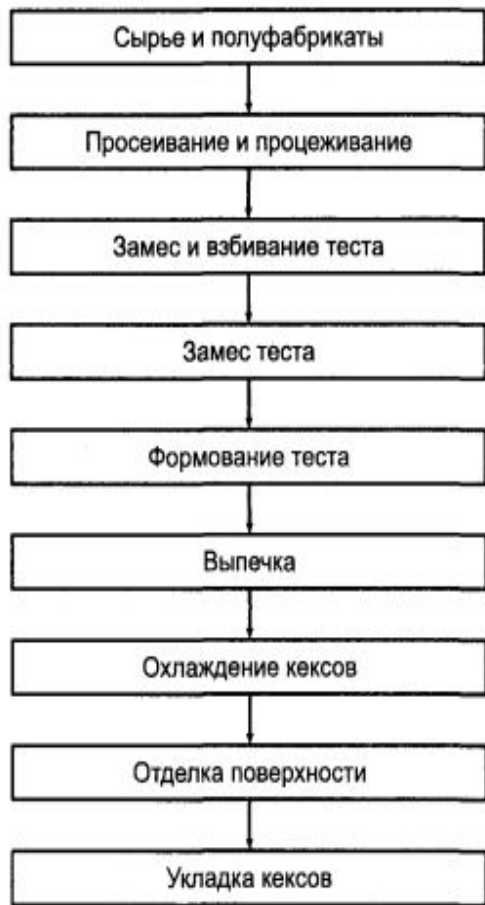 Сырье и полуфабрикаты
Просеивание и процеживание
Замес и взбивание теста
Замес теста
Формование теста
Выпечка
Охлаждение кексов
Отделка поверхности
Укладка кексов